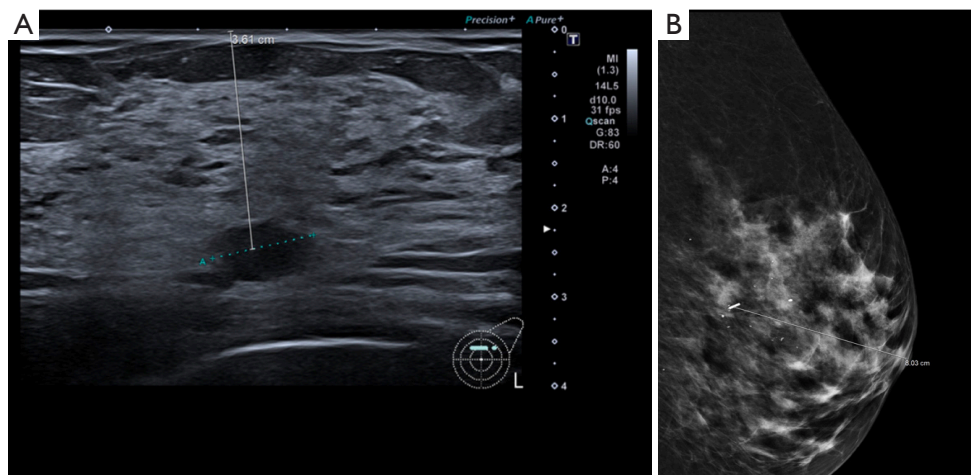 A
Precision+ APure+
3.61 cm
0
T
MI
(1.3)
14L5
d10.0
31 fps
Qscan
G:83
DR:60
A:4
P:4
1
2
3
4
A
L
B
8.03 cm